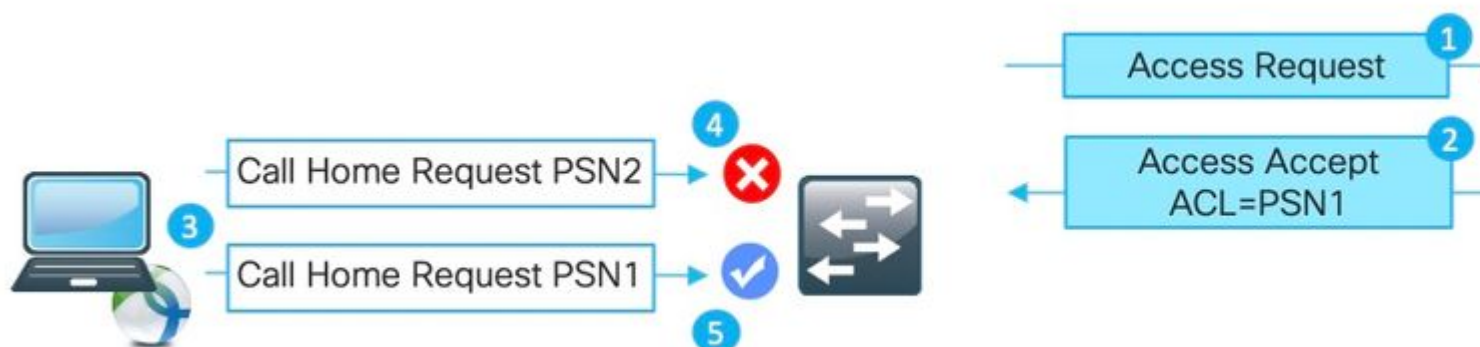 1
Access Request
4
2
Call Home Request PSN2
Access Accept
ACL=PSN1
3
Call Home Request PSN1
5